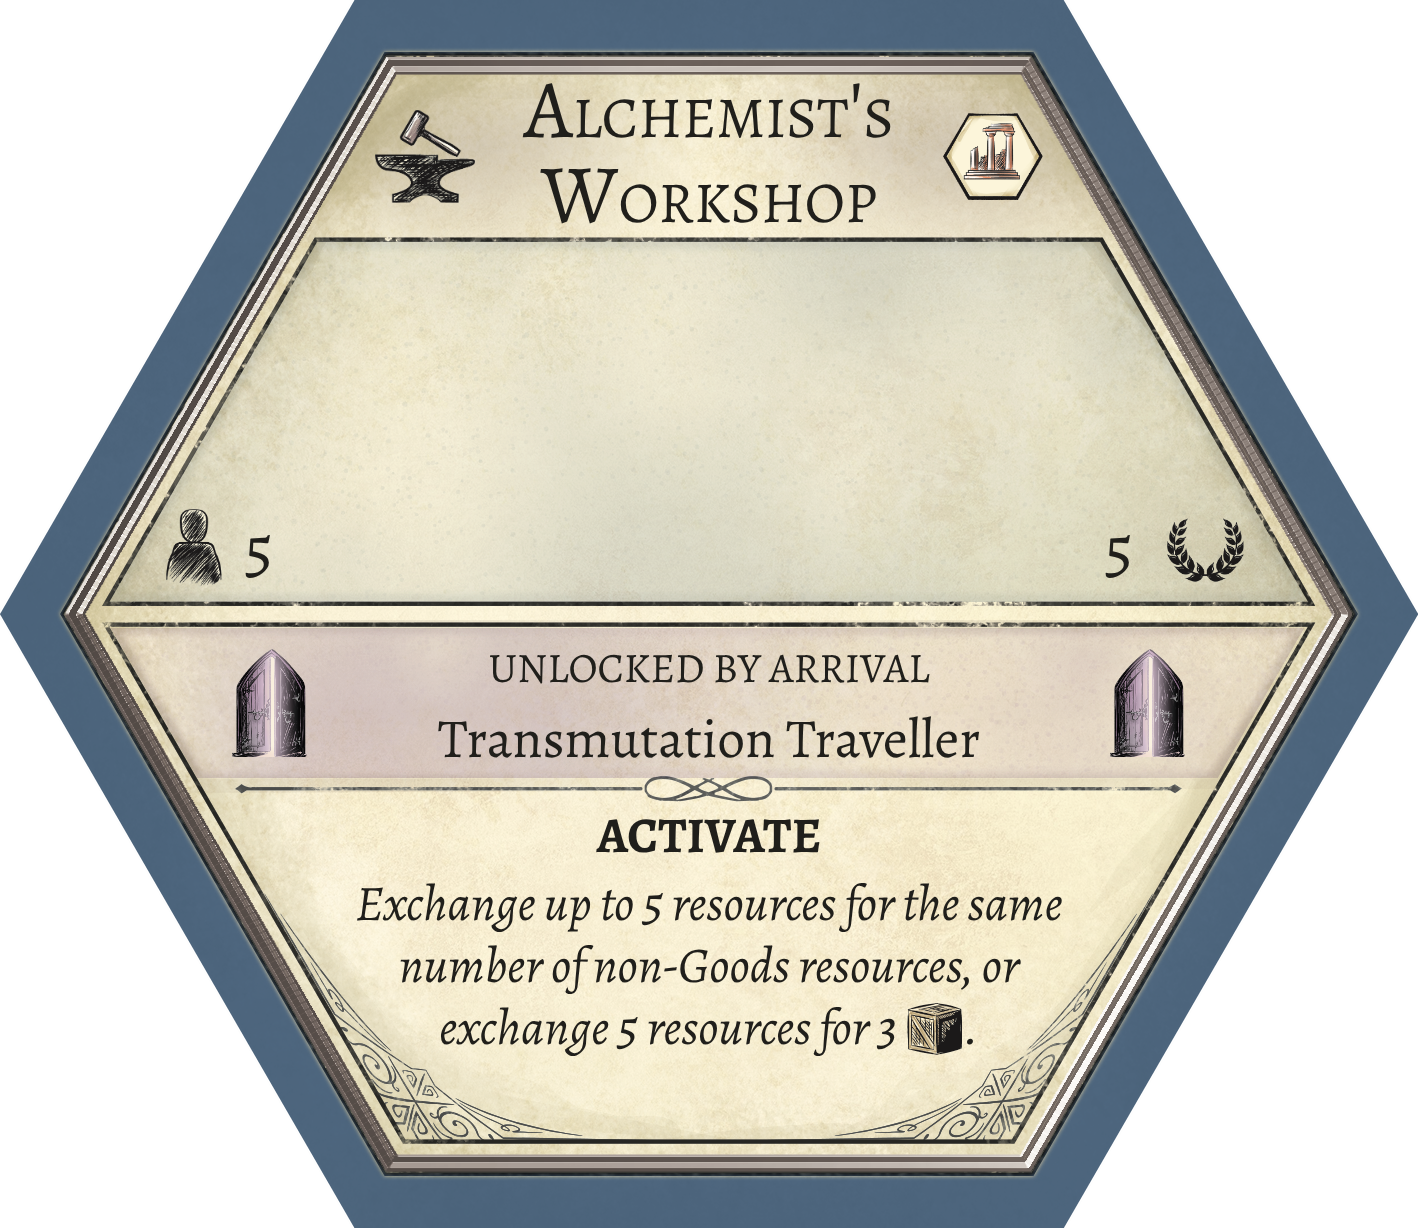 Alchemist's
Workshop
5
5
UNLOCKED BY ARRIVAL
Transmutation Traveller
ACTIVATE
Exchange up to 5 resources for the same
number of non-Goods resources, or
exchange 5 resources for 3 .